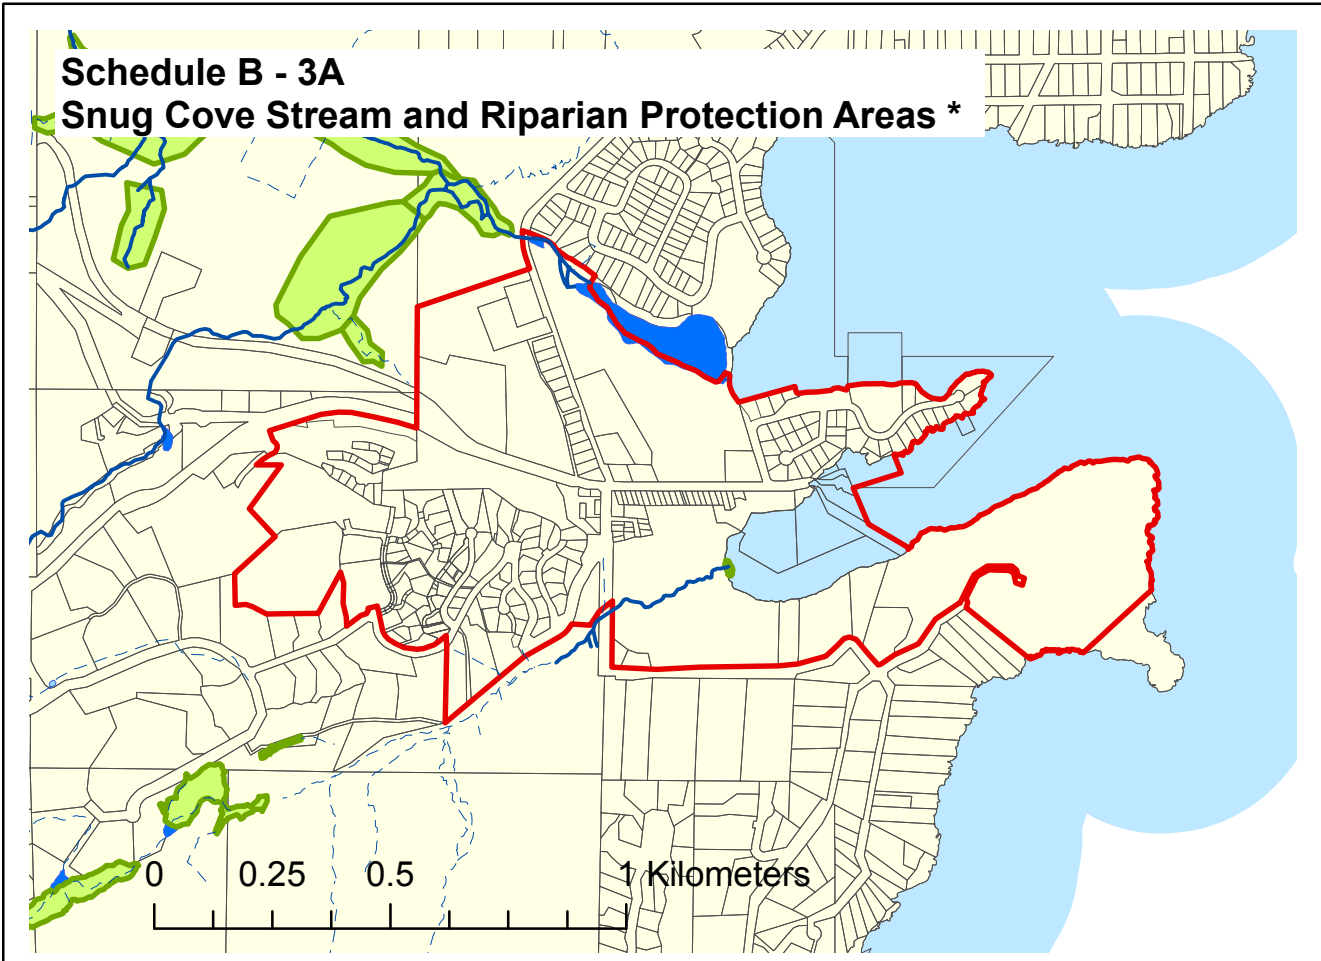 Schedule B - 3A
Snug Cove Stream and Riparian Protection Areas *
0 0.25 0.5 1 Kilometers